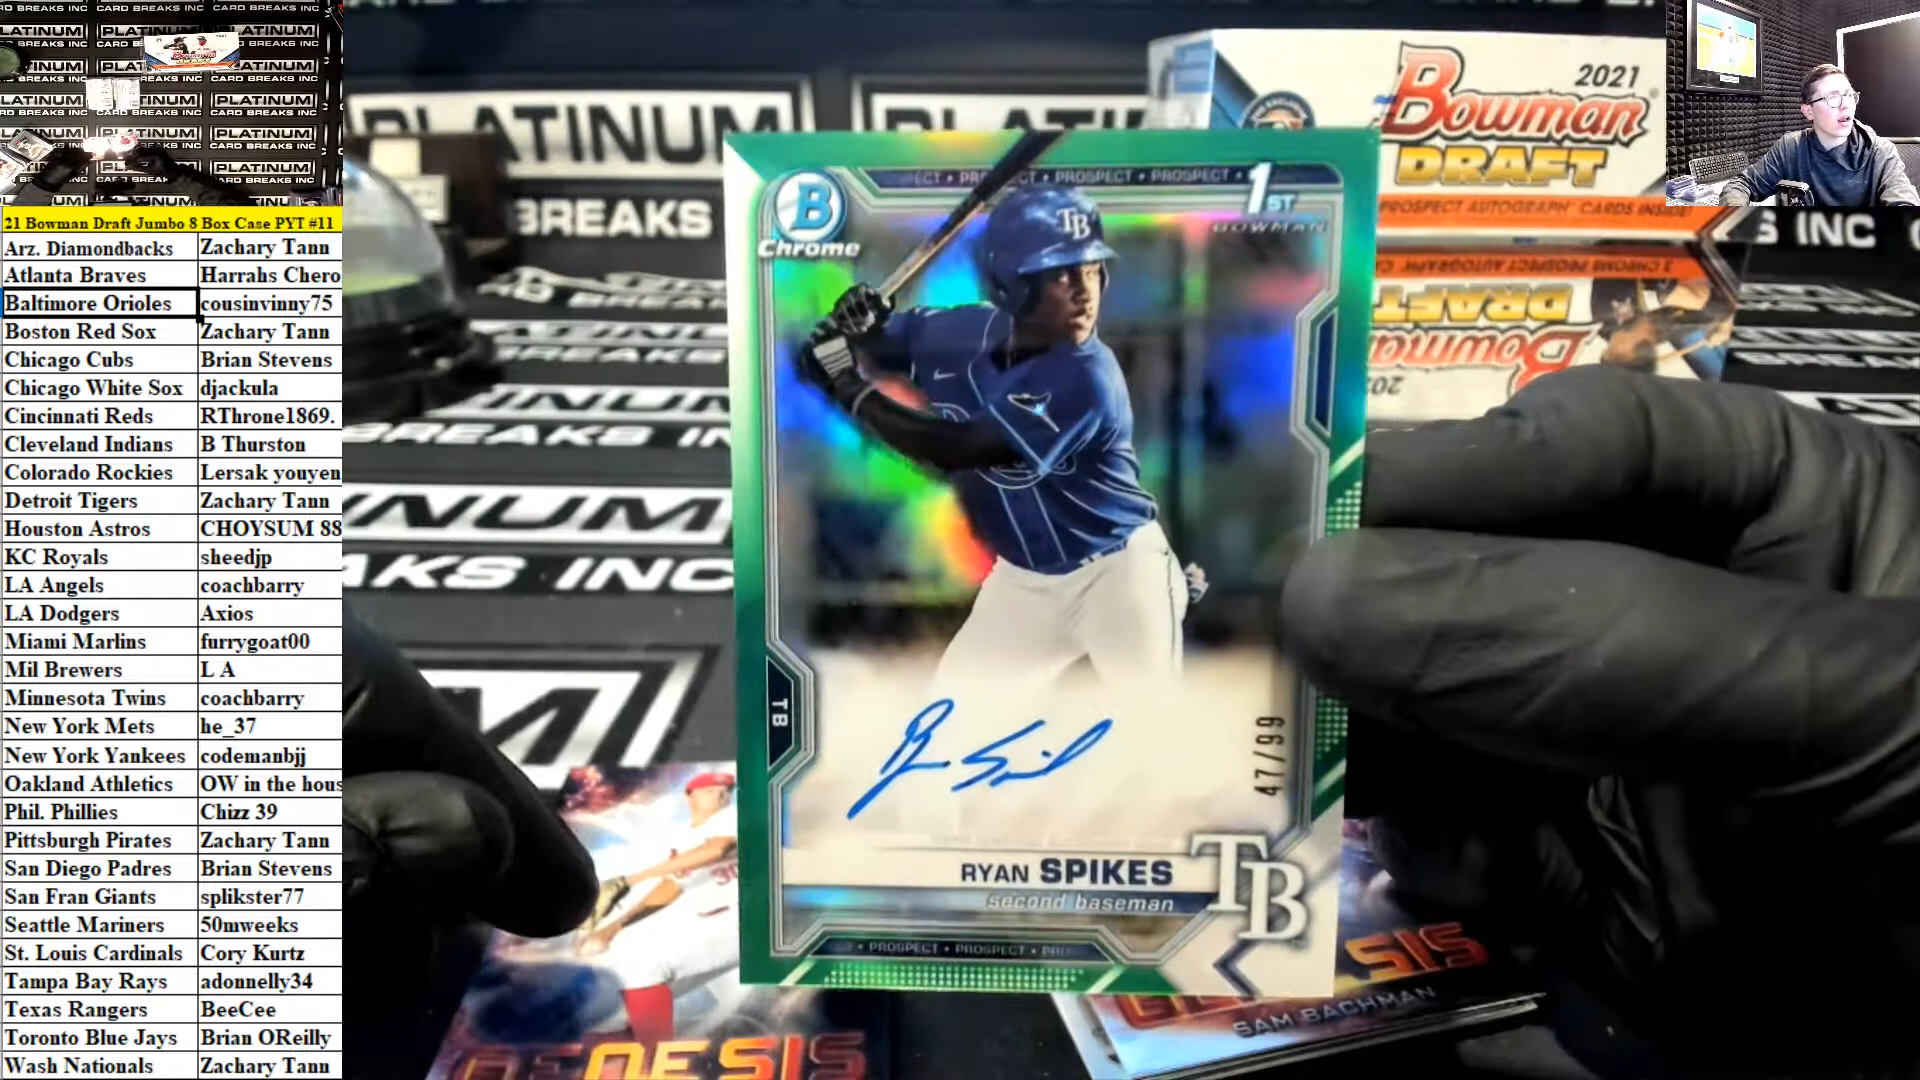 21 Bowman Draft Jumbo 8 Box Case PYT #11
Arz. Diamondbacks Zachary Tann
Atlanta Braves Harrahs Chero
Baltimore Orioles cousinvinny75
Boston Red Sox Zachary Tann
Chicago Cubs Brian Stevens
Chicago White Sox djackula
Cincinnati Reds RThrone1869.
Cleveland Indians B Thurston
Colorado Rockies Lersak youyen
Detroit Tigers Zachary Tann
Houston Astros CHOYSUM 88
KC Royals sheedjp
LA Angels coachbarry
LA Dodgers Axios
Miami Marlins furrygoat00
Mil Brewers L A
Minnesota Twins coachbarry
New York Mets he_37
New York Yankees codemanbjj
Oakland Athletics OW in the hous
Phil. Phillies Chizz 39
Pittsburgh Pirates Zachary Tann
San Diego Padres Brian Stevens
San Fran Giants splikster77
Seattle Mariners 50mweeks
St. Louis Cardinals Cory Kurtz
Tampa Bay Rays adonnelly34
Texas Rangers BeeCee
Toronto Blue Jays Brian OReilly
Wash Nationals Zachary Tann
PLATINUM
BREAKS
2021
Bowman
DRAFT
PROSPECT AUTOGRAPH CARDS INSIDE
S INC
DRAFT
Bowman
PROSPECT • PROSPECT •
B
Chrome
1ST
BOWMAN
TB
TB
47/99
RYAN SPIKES
second baseman
TB
• PROSPECT • PROSPECT •
GENESIS
SAM BACHMAN